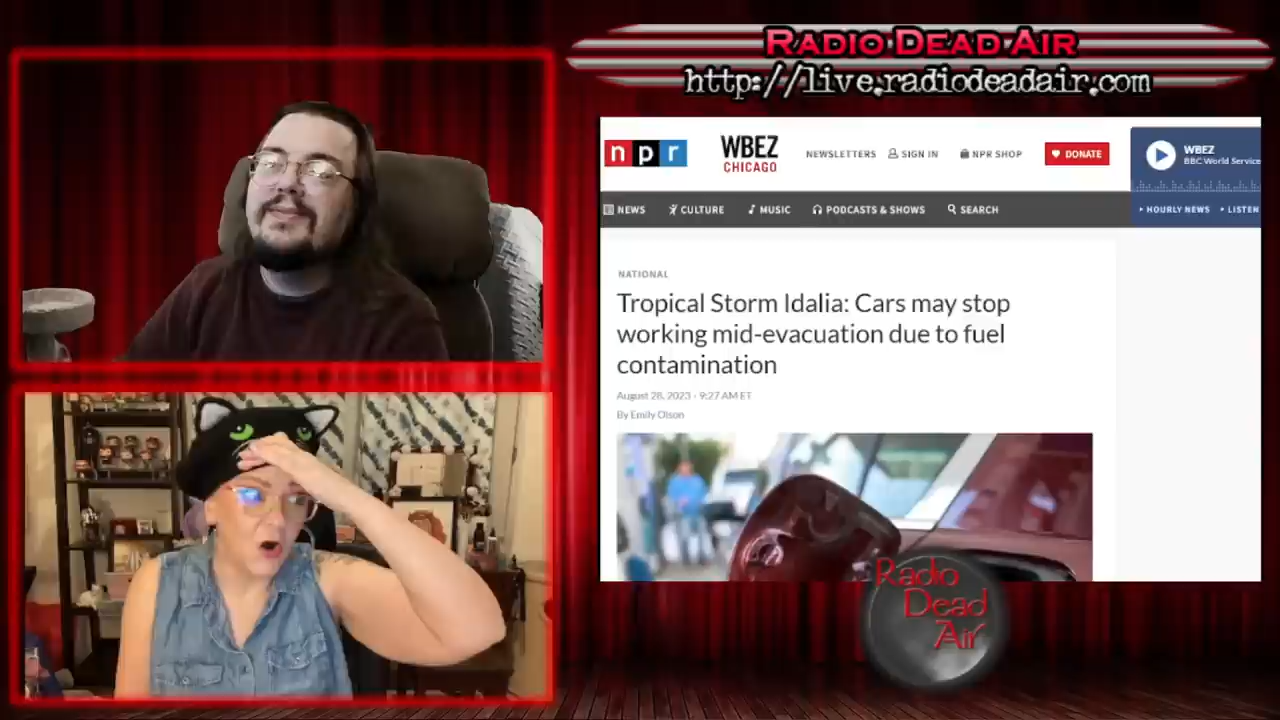 RADIO DEAD AIR
http://live.radiodeadair.com
npr
WBEZ
CHICAGO
NEWSLETTERS
SIGN IN
NPR SHOP
DONATE
WBEZ
BBC World Service
NEWS
CULTURE
MUSIC
PODCASTS & SHOWS
SEARCH
HOURLY NEWS
LISTEN
NATIONAL
Tropical Storm Idalia: Cars may stop
working mid-evacuation due to fuel
contamination
August 28, 2023 · 9:27 AM ET
By Emily Olson
Radio
Dead
Air